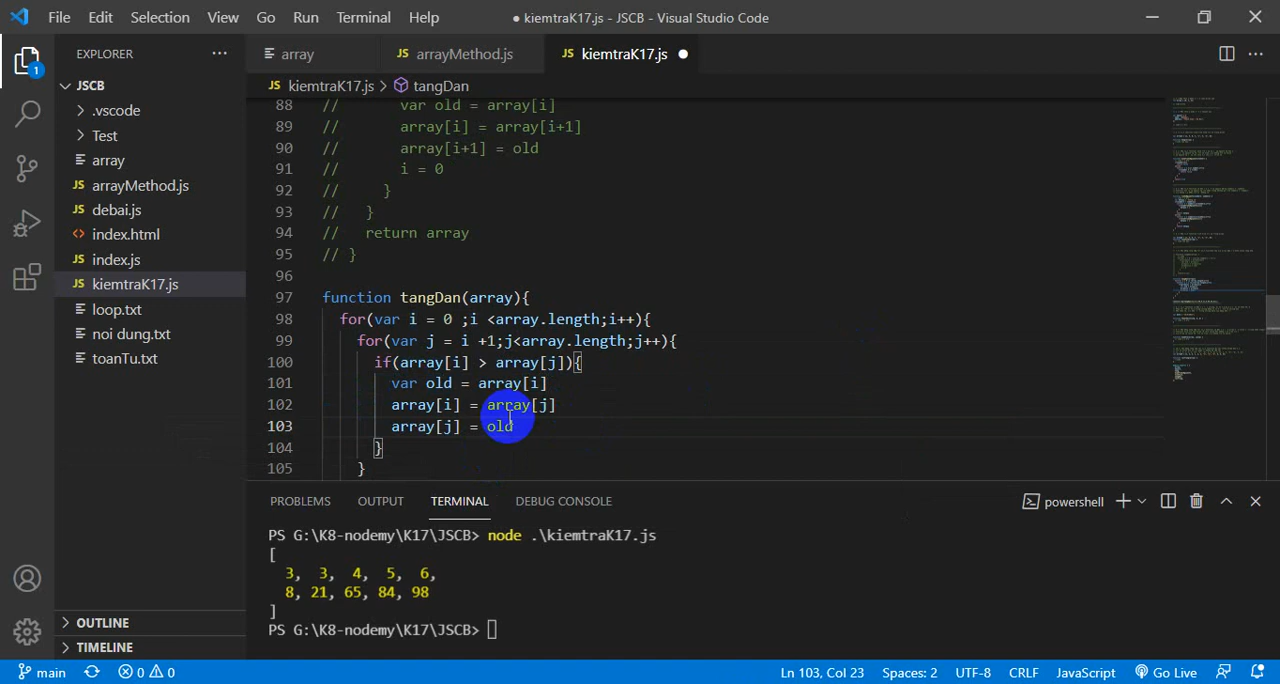 File Edit Selection View Go Run Terminal Help
● kiemtraK17.js - JSCB - Visual Studio Code
EXPLORER ···
array
JS arrayMethod.js
JS kiemtraK17.js ●
1
JSCB
JS kiemtraK17.js > tangDan
.vscode
Test
array
JS arrayMethod.js
JS debai.js
<> index.html
JS index.js
JS kiemtraK17.js
loop.txt
noi dung.txt
toanTu.txt
OUTLINE
TIMELINE
88 // var old = array[i]
89 // array[i] = array[i+1]
90 // array[i+1] = old
91 // i = 0
92 // }
93 // }
94 // return array
95 // }
96
97 function tangDan(array){
98 for(var i = 0 ;i <array.length;i++){
99 for(var j = i +1;j<array.length;j++){
100 if(array[i] > array[j]){
101 var old = array[i]
102 array[i] = array[j]
103 array[j] = old
104 }
105 }
PROBLEMS OUTPUT TERMINAL DEBUG CONSOLE
powershell
PS G:\K8-nodemy\K17\JSCB> node .\kiemtraK17.js
[
3, 3, 4, 5, 6,
8, 21, 65, 84, 98
]
PS G:\K8-nodemy\K17\JSCB>
main 0 0
Ln 103, Col 23 Spaces: 2 UTF-8 CRLF JavaScript Go Live